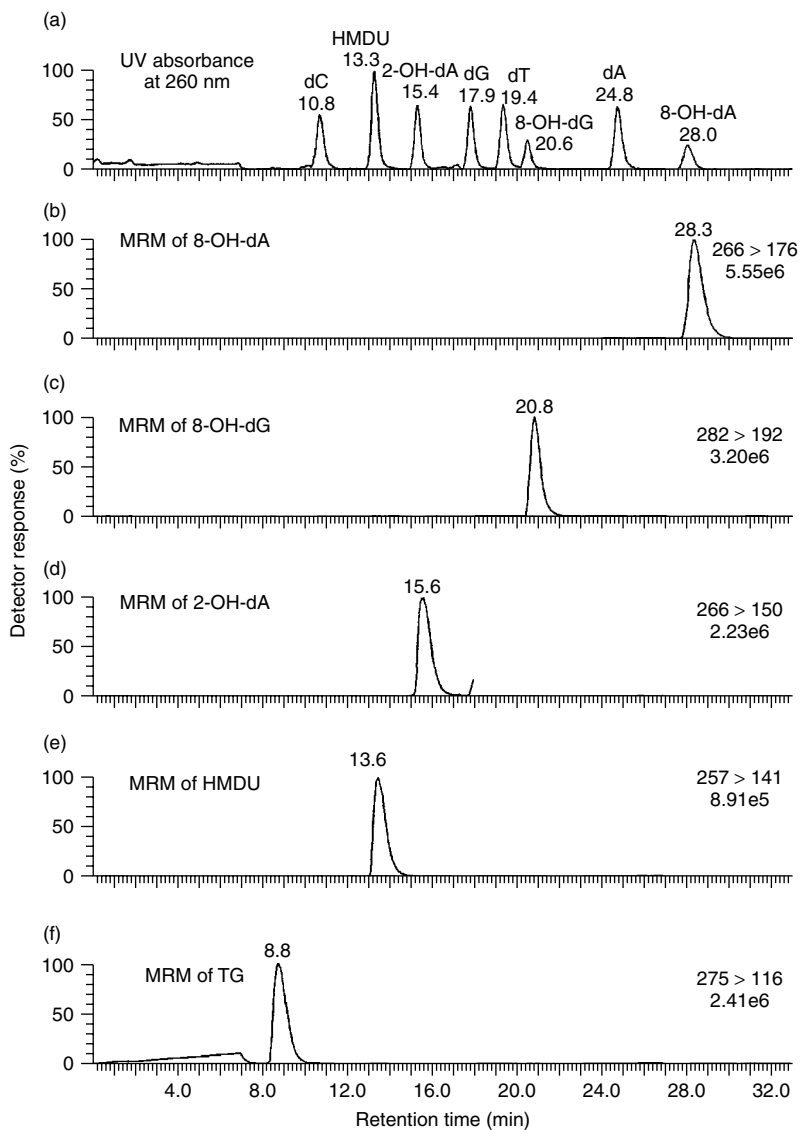 (a)
UV absorbance
at 260 nm
HMDU
13.3
2-OH-dA
15.4
dG
17.9
dT
19.4
dA
24.8
dC
10.8
8-OH-dG
20.6
8-OH-dA
28.0
100
50
0
(b)
MRM of 8-OH-dA
28.3
266 > 176
5.55e6
100
50
0
(c)
MRM of 8-OH-dG
20.8
282 > 192
3.20e6
100
50
0
(d)
MRM of 2-OH-dA
15.6
266 > 150
2.23e6
100
50
0
(e)
MRM of HMDU
13.6
257 > 141
8.91e5
100
50
0
(f)
MRM of TG
8.8
275 > 116
2.41e6
100
50
0
Detector response (%)
4.0 8.0 12.0 16.0 20.0 24.0 28.0 32.0
Retention time (min)